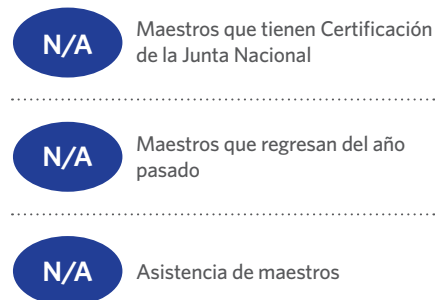 N/A
Maestros que tienen Certificación
de la Junta Nacional
N/A
Maestros que regresan del año
pasado
N/A
Asistencia de maestros